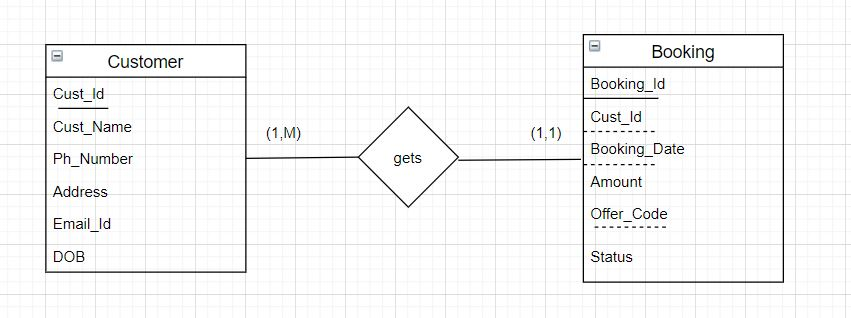 Customer
Cust_Id
Cust_Name
Ph_Number
Address
Email_Id
DOB
(1,M)
gets
(1,1)
Booking
Booking_Id
Cust_Id
Booking_Date
Amount
Offer_Code
Status